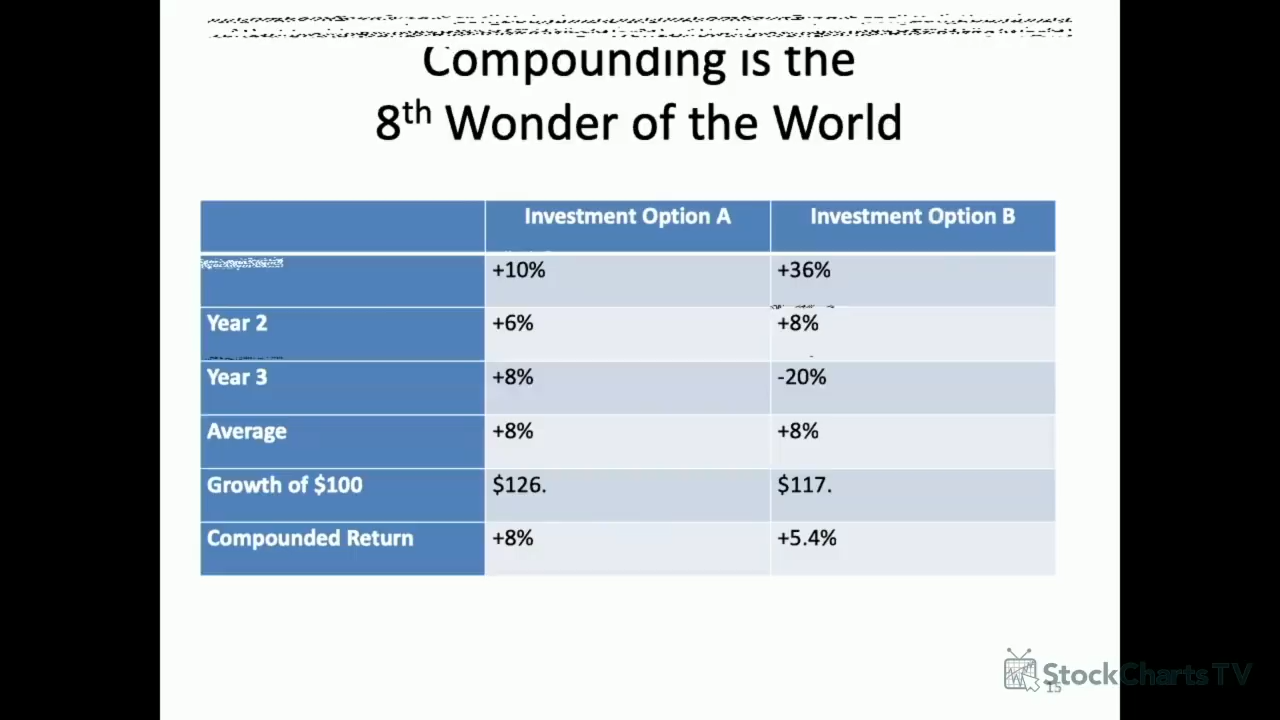 Compounding is the
8th Wonder of the World
Investment Option A Investment Option B
+10% +36%
Year 2 +6% +8%
Year 3 +8% -20%
Average +8% +8%
Growth of $100 $126. $117.
Compounded Return +8% +5.4%
StockChartsTV
15